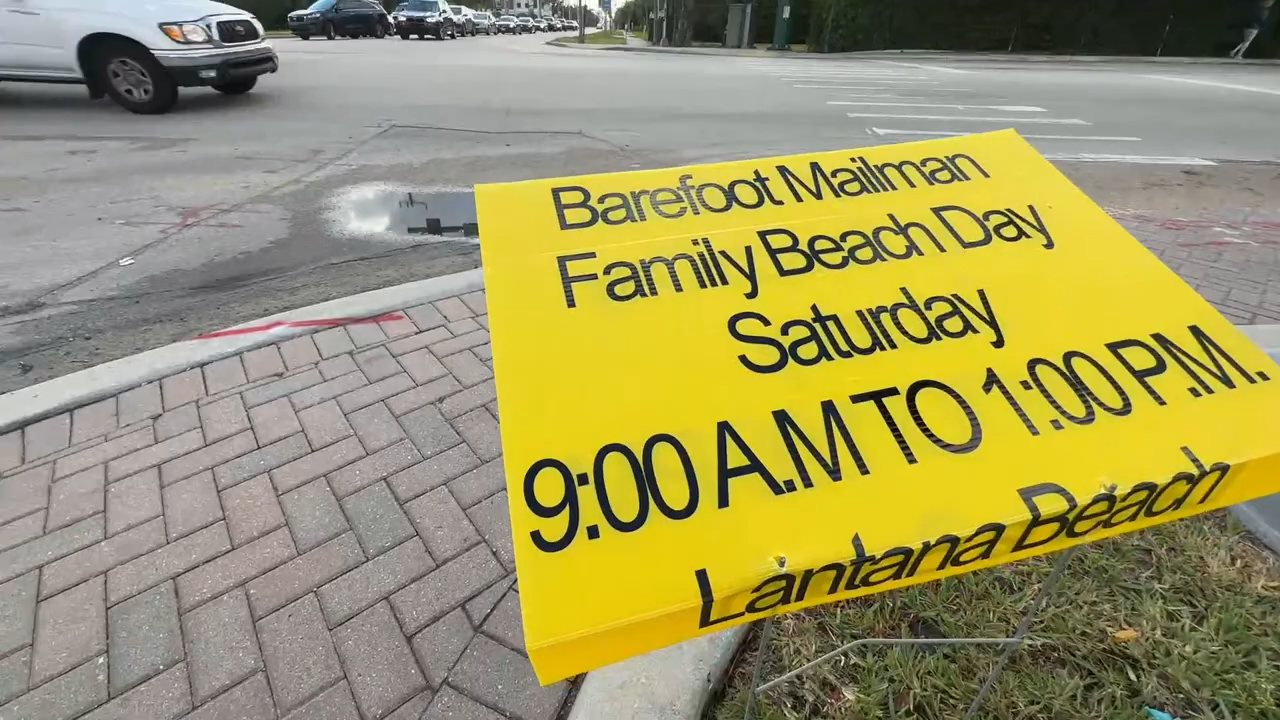 Barefoot Mailman
Family Beach Day
Saturday
9:00 A.M TO 1:00 P.M.
Lantana Beach